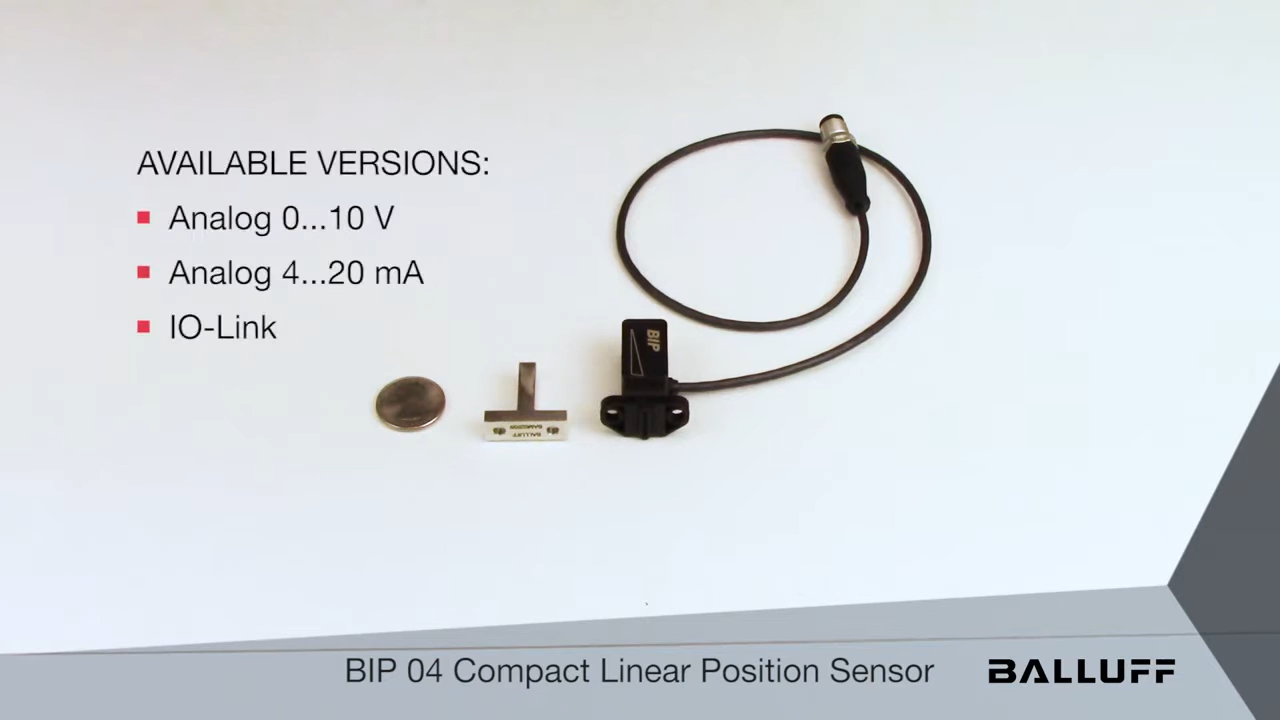 AVAILABLE VERSIONS:
Analog 0...10 V
Analog 4...20 mA
IO-Link
BIP
BALLUFF
BIP 04 Compact Linear Position Sensor
BALLUFF